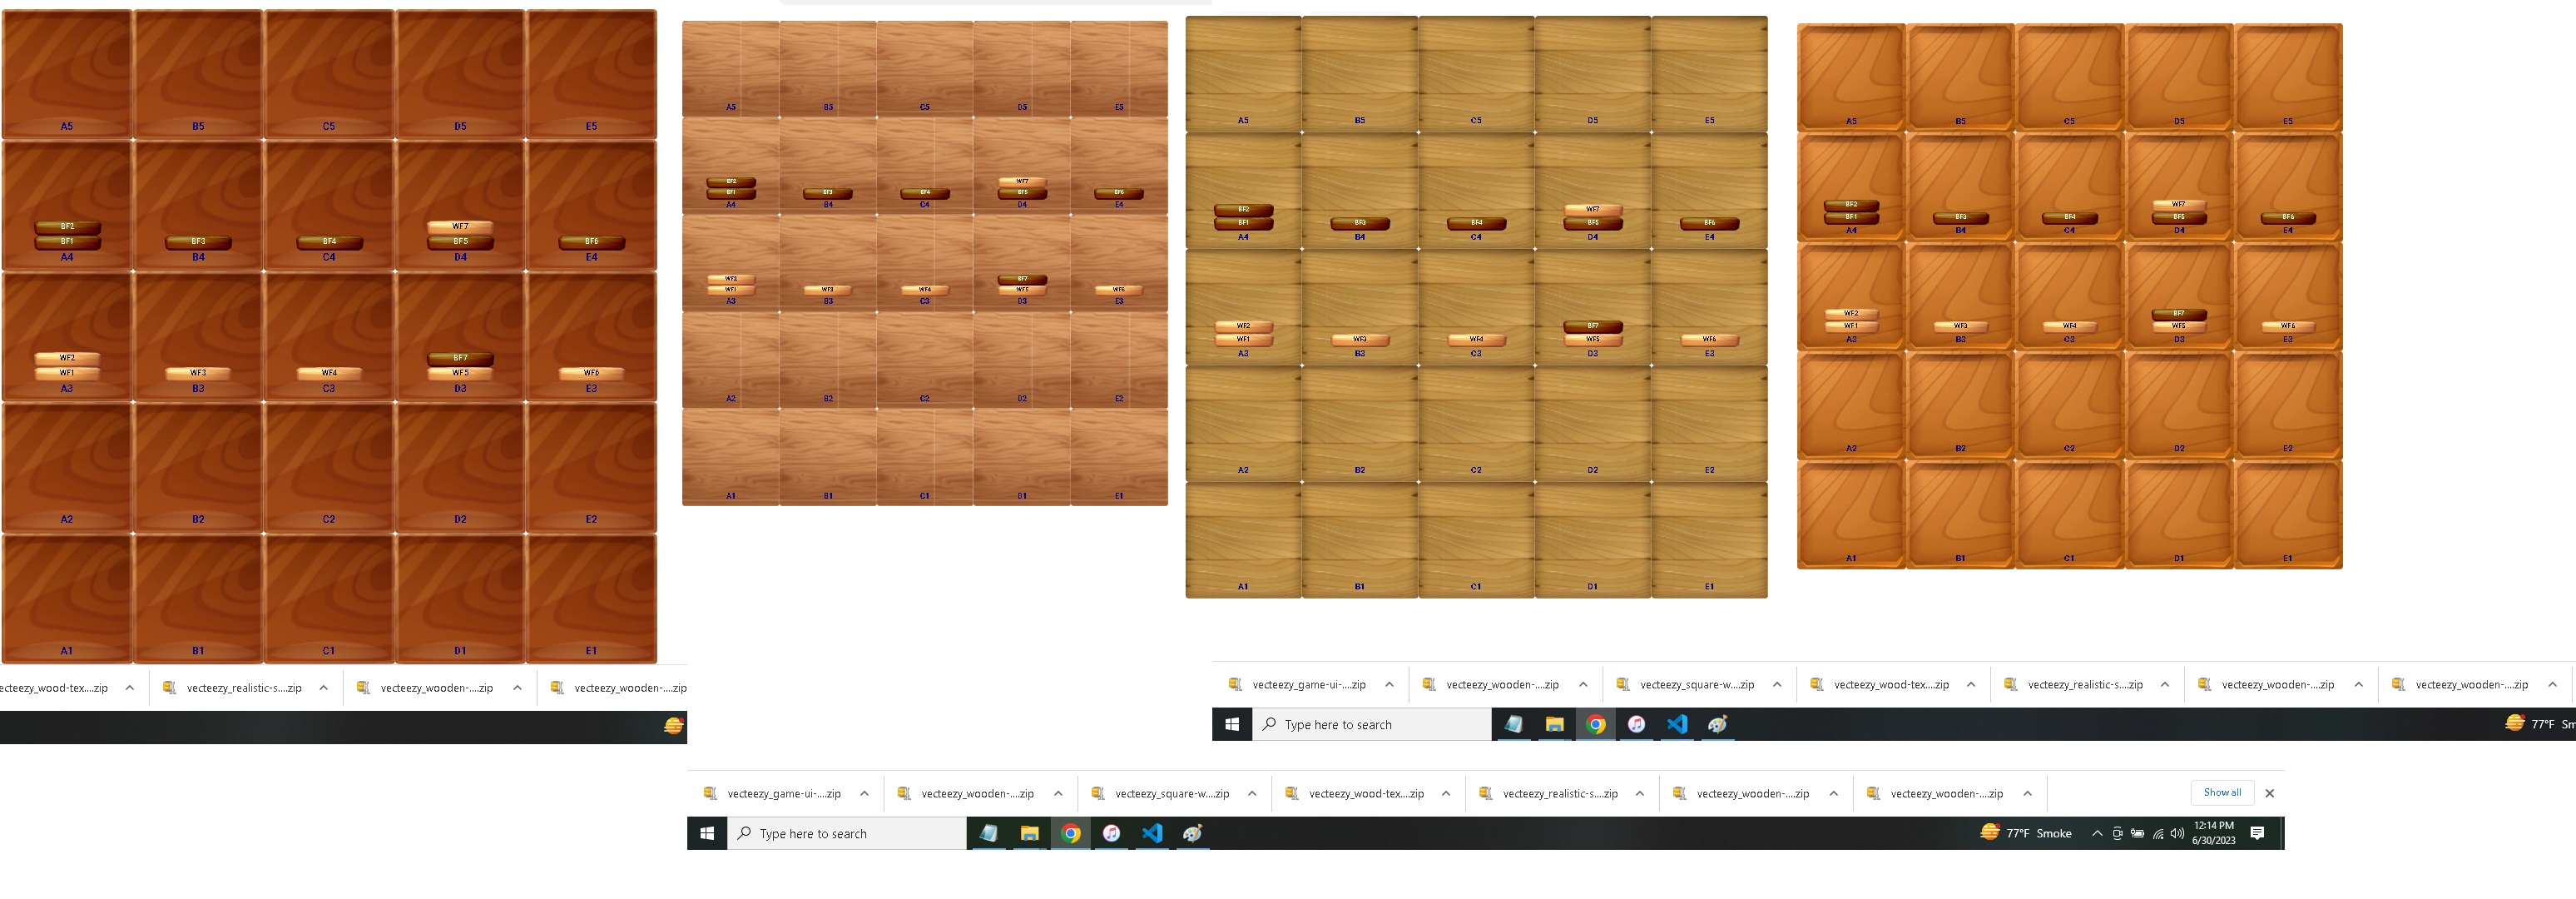 A5 B5 C5 D5 E5
BF2 WF7
BF1 BF3 BF4 BF5 BF6
A4 B4 C4 D4 E4
WF2 BF7
WF1 WF3 WF4 WF5 WF6
A3 B3 C3 D3 E3
A2 B2 C2 D2 E2
A1 B1 C1 D1 E1
A5 B5 C5 D5 E5
BF2 WF7
BF1 BF3 BF4 BF5 BF6
A4 B4 C4 D4 E4
WF2 BF7
WF1 WF3 WF4 WF5 WF6
A3 B3 C3 D3 E3
A2 B2 C2 D2 E2
A1 B1 C1 D1 E1
A5 B5 C5 D5 E5
BF2 WF7
BF1 BF3 BF4 BF5 BF6
A4 B4 C4 D4 E4
WF2 BF7
WF1 WF3 WF4 WF5 WF6
A3 B3 C3 D3 E3
A2 B2 C2 D2 E2
A1 B1 C1 D1 E1
A5 B5 C5 D5 E5
BF2 WF7
BF1 BF3 BF4 BF5 BF6
A4 B4 C4 D4 E4
WF2 BF7
WF1 WF3 WF4 WF5 WF6
A3 B3 C3 D3 E3
A2 B2 C2 D2 E2
A1 B1 C1 D1 E1
ecteezy_wood-tex....zip vecteezy_realistic-s....zip vecteezy_wooden-....zip vecteezy_wooden-....zip
vecteezy_game-ui-....zip vecteezy_wooden-....zip vecteezy_square-w....zip vecteezy_wood-tex....zip vecteezy_realistic-s....zip vecteezy_wooden-....zip vecteezy_wooden-....zip
Type here to search 77°F Sm
vecteezy_game-ui-....zip vecteezy_wooden-....zip vecteezy_square-w....zip vecteezy_wood-tex....zip vecteezy_realistic-s....zip vecteezy_wooden-....zip vecteezy_wooden-....zip Show all
Type here to search 77°F Smoke 12:14 PM
6/30/2023